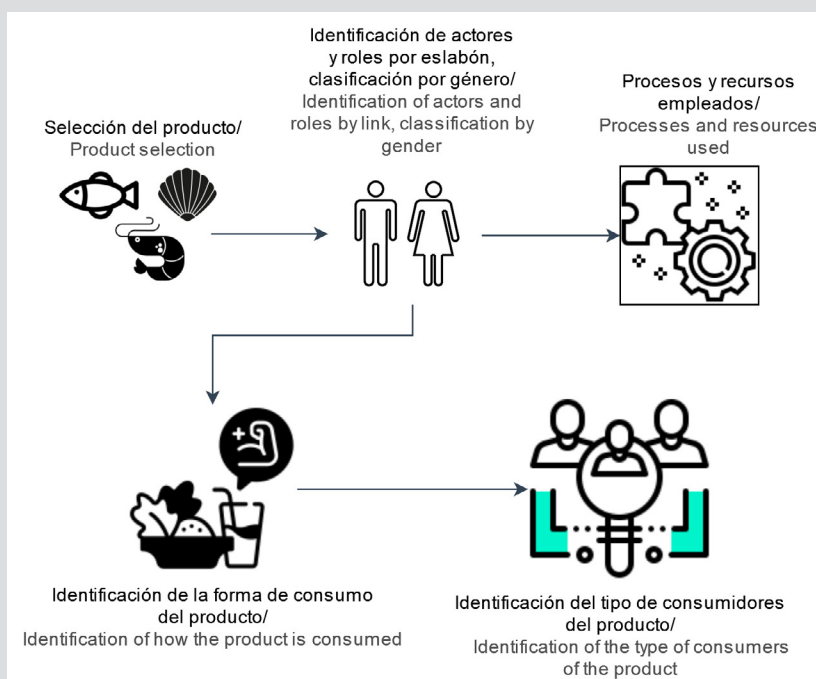 Selección del producto/
Product selection
Identificación de actores
y roles por eslabón,
clasificación por género/
Identification of actors and
roles by link, classification by
gender
Procesos y recursos
empleados/
Processes and resources
used
Identificación de la forma de consumo
del producto/
Identification of how the product is consumed
Identificación del tipo de consumidores
del producto/
Identification of the type of consumers
of the product